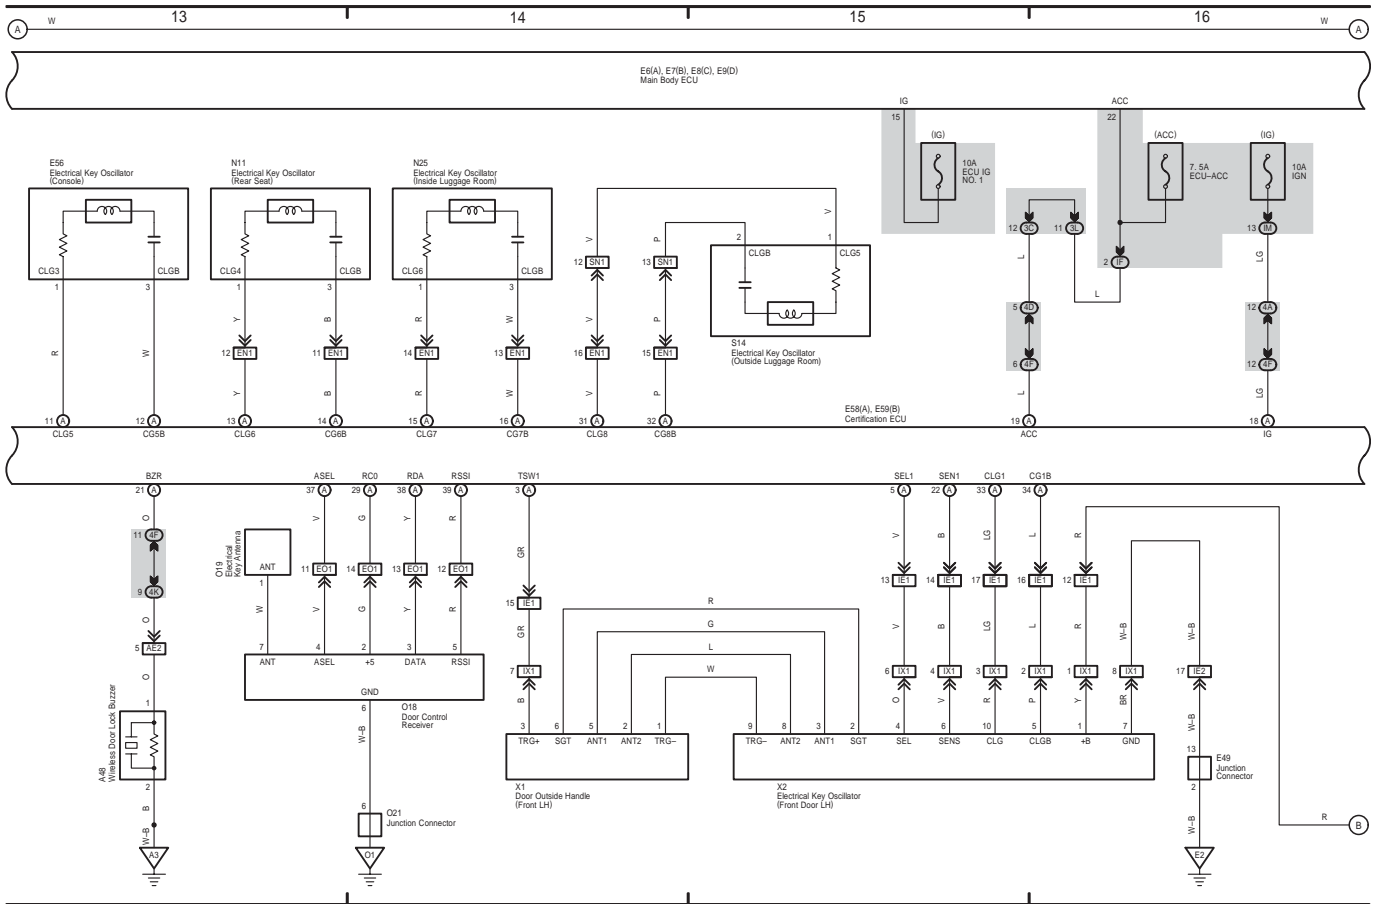 13 14 15 16
A W W A
E6(A), E7(B), E8(C), E9(D)
Main Body ECU
IG ACC
15 22
(IG) (ACC) (IG)
10A
ECU IG
NO. 1
7. 5A
ECU–ACC
10A
IGN
E56
Electrical Key Oscillator
(Console)
N11
Electrical Key Oscillator
(Rear Seat)
N25
Electrical Key Oscillator
(Inside Luggage Room)
CLG3 CLGB CLG4 CLGB CLG6 CLGB
1 3 1 3 1 3
V P V
2 1
CLGB CLG5
S14
Electrical Key Oscillator
(Outside Luggage Room)
12 SN1 13 SN1
12 3C 11 3L 2 IF 13 IM
L L LG
Y B R W V P
5 4D 12 4A
R W
12 EN1 11 EN1 14 EN1 13 EN1 16 EN1 15 EN1
6 4F 12 4F
Y B R W V P L LG
E58(A), E59(B)
Certification ECU
11 A 12 A 13 A 14 A 15 A 16 A 31 A 32 A 19 A 18 A
CLG5 CG5B CLG6 CG6B CLG7 CG7B CLG8 CG8B ACC IG
BZR ASEL RC0 RDA RSSI TSW1 SEL1 SEN1 CLG1 CG1B
21 A 37 A 29 A 38 A 39 A 3 A 5 A 22 A 33 A 34 A
O V G Y R GR V B LG L R
11 4F
9 4K
O19
Electrical
Key Antenna
ANT
1
11 EO1 14 EO1 13 EO1 12 EO1
13 IE1 14 IE1 17 IE1 16 IE1 12 IE1
15 IE1
O W V G Y R GR V B LG L R W–B W–B
R
G
L
W
5 AE2
7 4 2 3 5
ANT ASEL +5 DATA RSSI
GND
6
O18
Door Control
Receiver
7 IX1 6 IX1 4 IX1 3 IX1 2 IX1 1 IX1 8 IX1 17 IE2
O B O V R P Y BR W–B
1
A48
Wireless Door Lock Buzzer
2
3 6 5 2 1
TRG+ SGT ANT1 ANT2 TRG–
X1
Door Outside Handle
(Front LH)
9 8 3 2 4 6 10 5 1 7
TRG– ANT2 ANT1 SGT SEL SENS CLG CLGB +B GND
X2
Electrical Key Oscillator
(Front Door LH)
W–B
13
E49
Junction
Connector
2
B
W–B
6
O21
Junction Connector
W–B
R B
A3 O1 E2